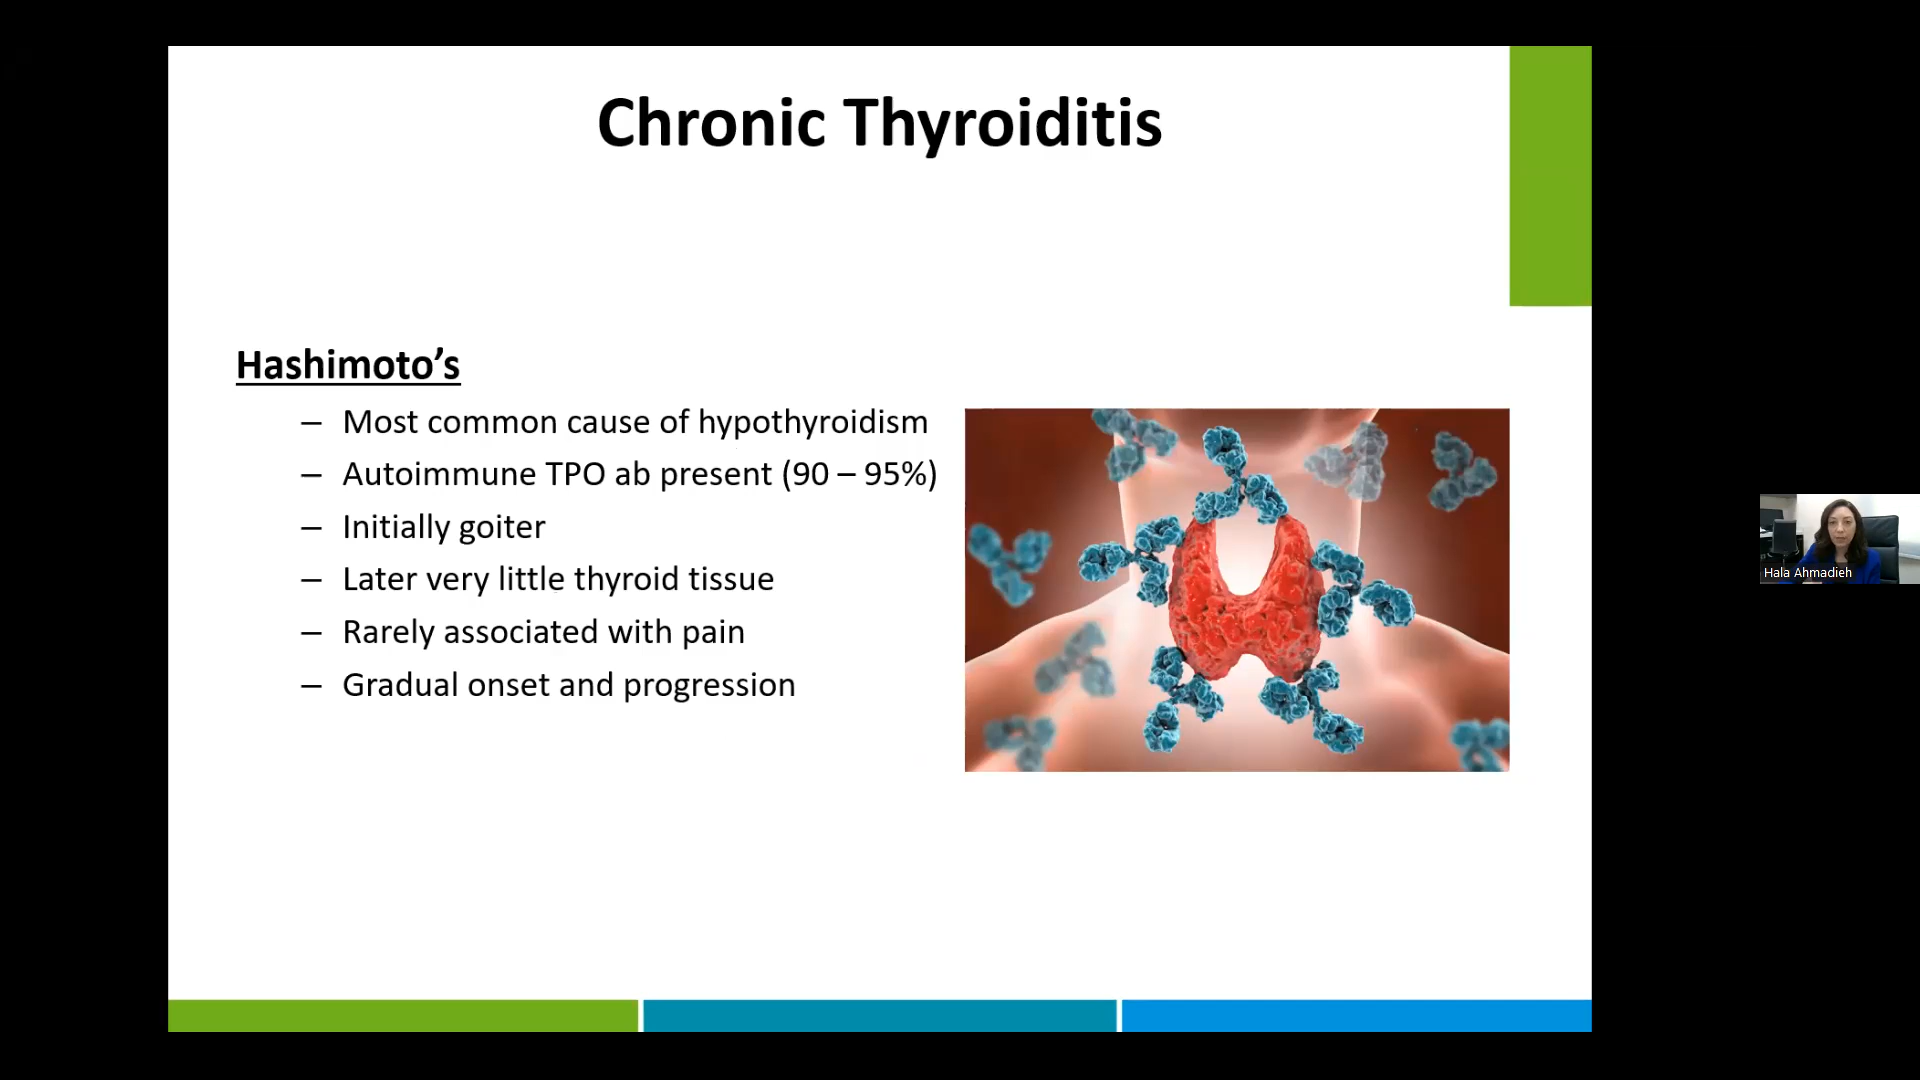 Chronic Thyroiditis
Hashimoto’s
– Most common cause of hypothyroidism
– Autoimmune TPO ab present (90 – 95%)
– Initially goiter
– Later very little thyroid tissue
– Rarely associated with pain
– Gradual onset and progression
Hala Ahmadieh